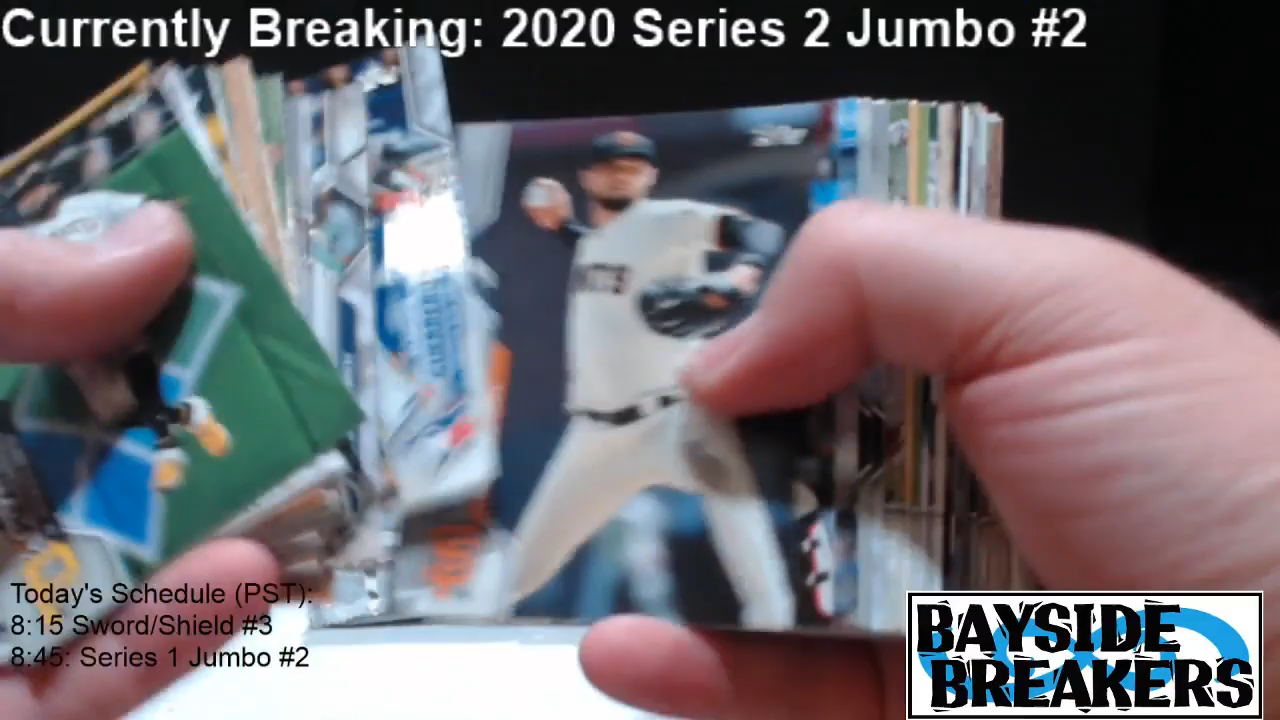 Currently Breaking: 2020 Series 2 Jumbo #2
Today's Schedule (PST):
8:15 Sword/Shield #3
8:45: Series 1 Jumbo #2
BAYSIDE
BREAKERS